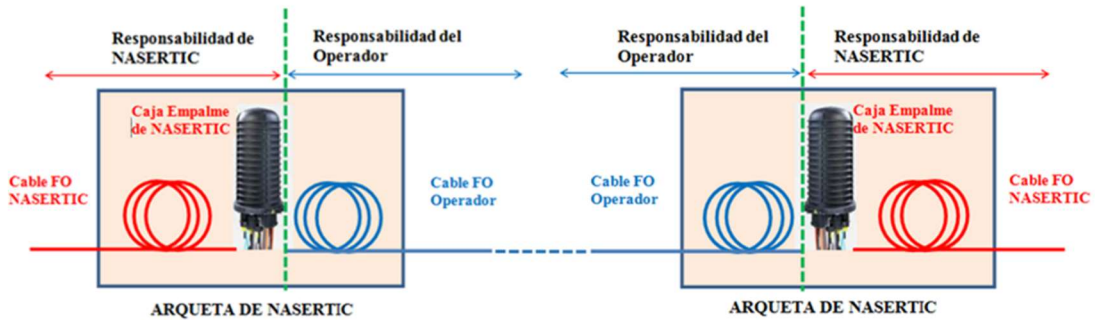 Responsabilidad de
NASERTIC
Responsabilidad del
Operador
Responsabilidad del
Operador
Responsabilidad de
NASERTIC
Caja Empalme
de NASERTIC
Caja Empalme
de NASERTIC
Cable FO
NASERTIC
Cable FO
Operador
Cable FO
Operador
Cable FO
NASERTIC
ARQUETA DE NASERTIC
ARQUETA DE NASERTIC